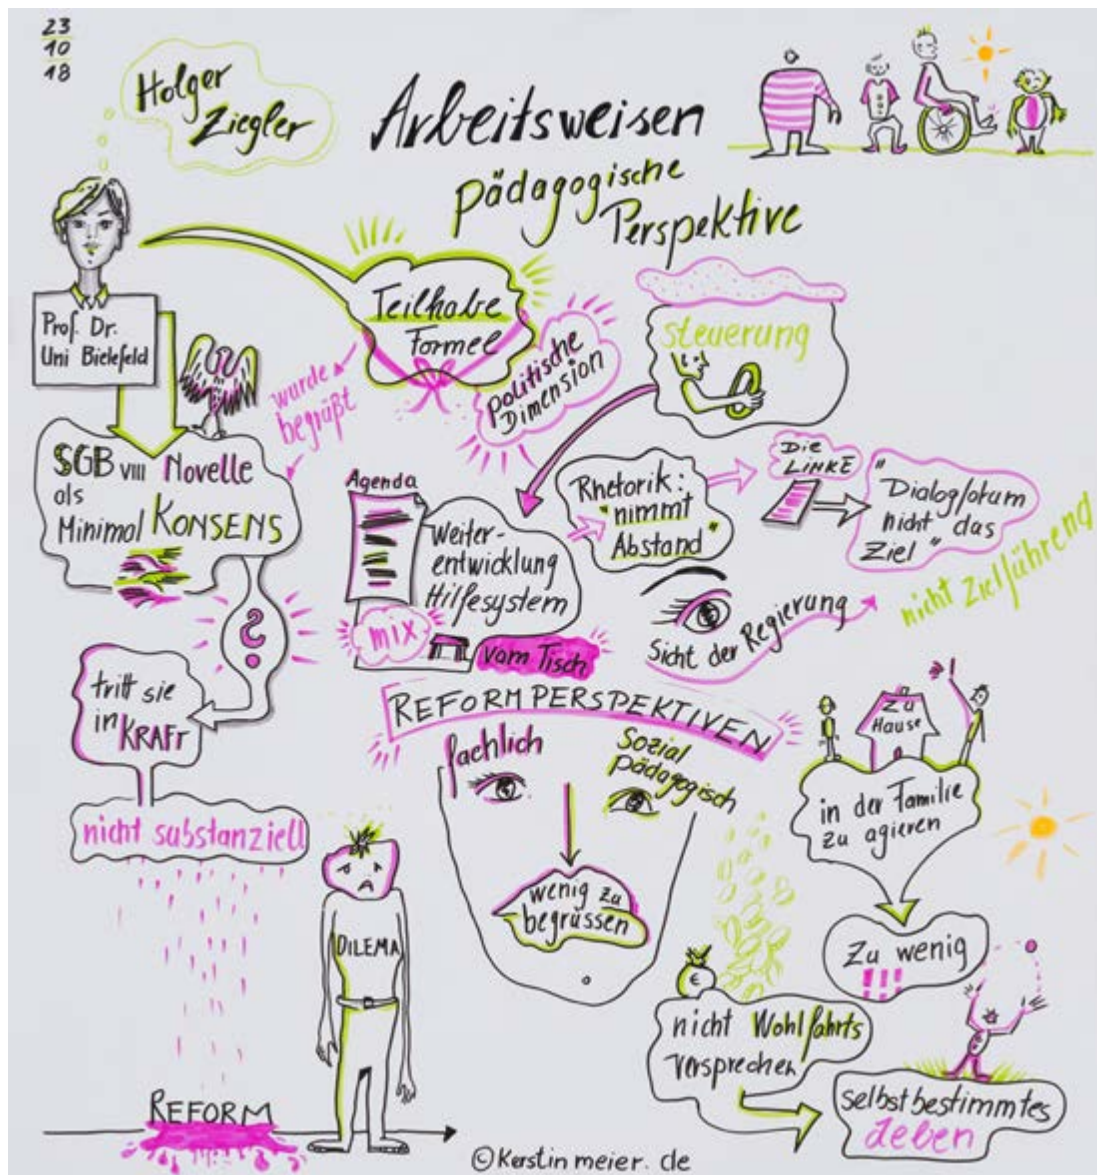 23
10
18
Holger
Ziegler
Arbeitsweisen
pädagogische
Perspektive
Prof. Dr.
Uni Bielefeld
Teilhabe
Formel
wurde
begrüßt
politische
Dimension
Steuerung
SGB VIII Novelle
als
Minimal KONSENS
?
tritt sie
in KRAFT
nicht substanziell
REFORM
DILEMA
Agenda
Weiter-
entwicklung
Hilfesystem
mix
vom Tisch
Rhetorik:
"nimmt
Abstand"
Die
LINKE
"Dialogforum
nicht das
Ziel"
Sicht der Regierung
nicht Zielführend
REFORMPERSPEKTIVEN
fachlich
Sozial
pädagogisch
wenig zu
begrüssen
zu
Hause
in der Familie
zu agieren
Zu wenig
!!!
€
nicht Wohlfahrts
versprechen
selbstbestimmtes
Leben
©Kerstinmeier.de